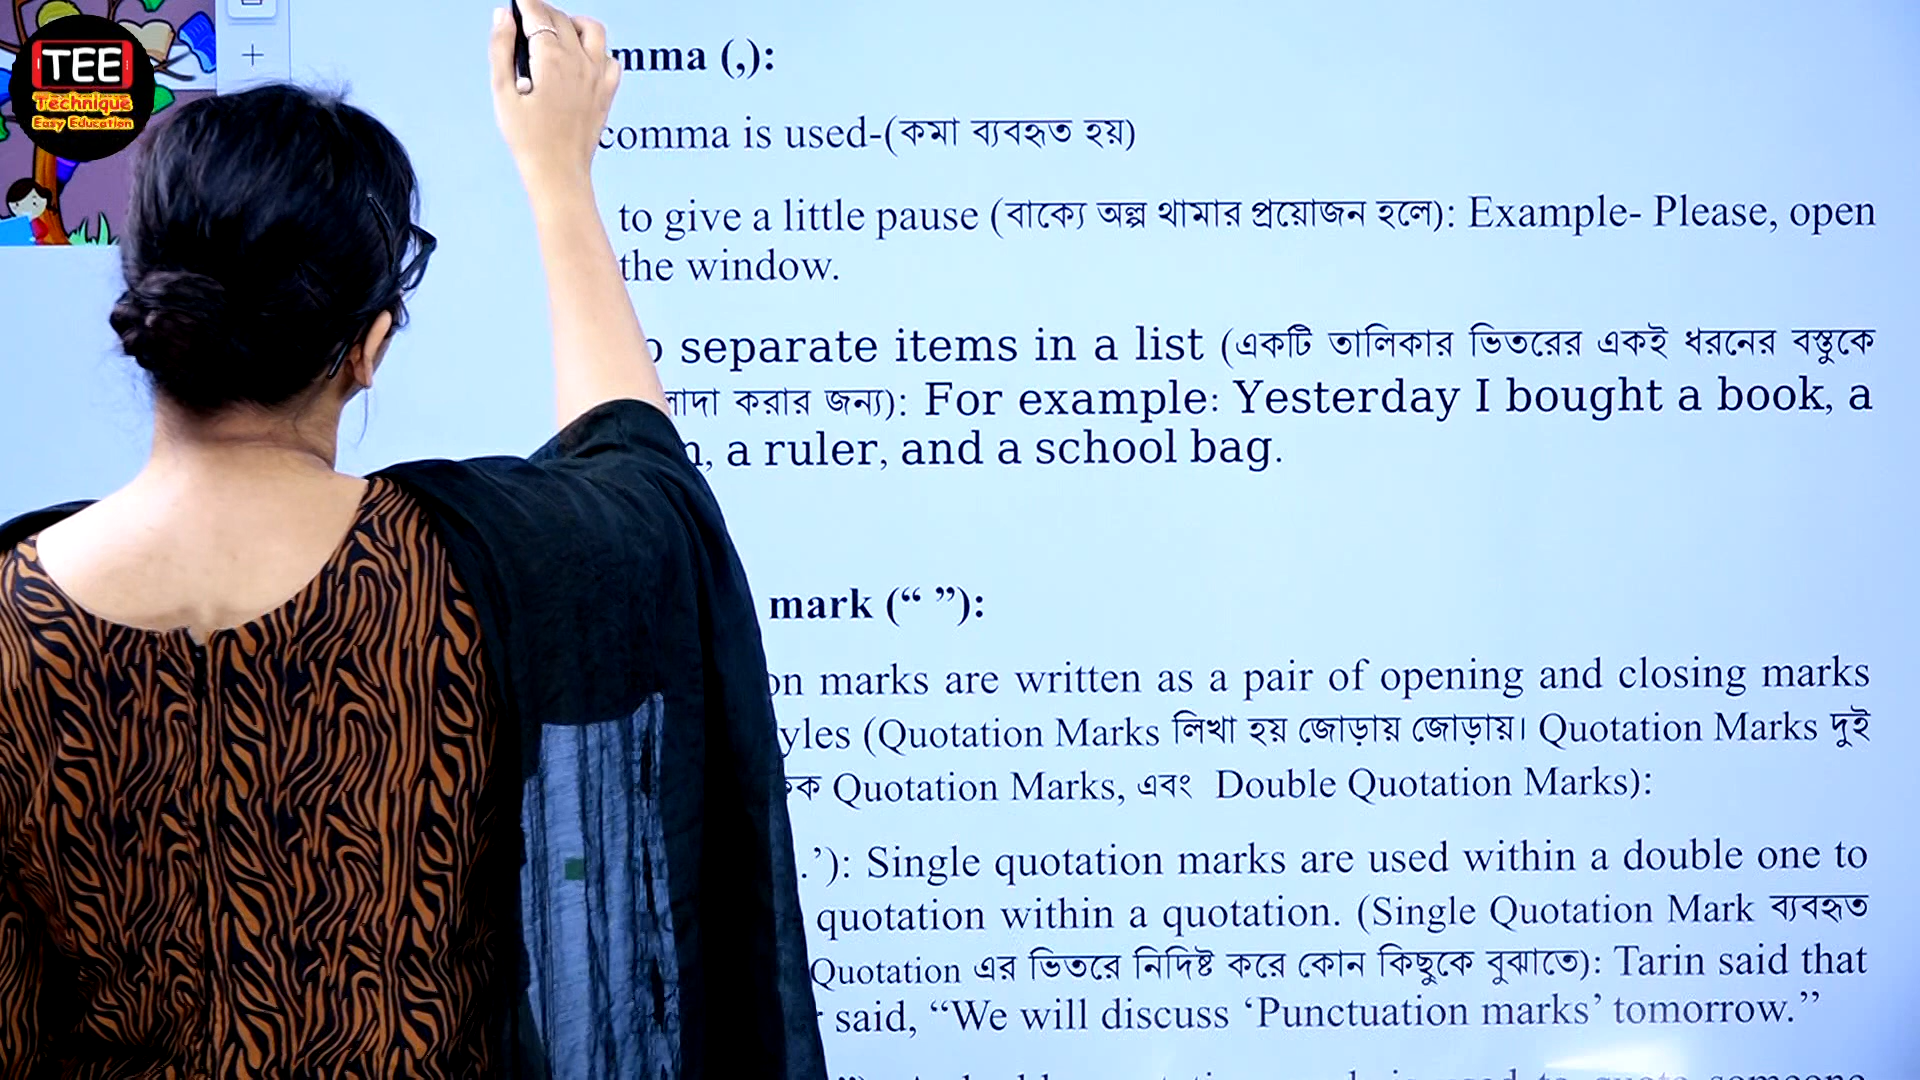 TEE
Technique
Easy Education
(,):
comma is used-(কমা ব্যবহৃত হয়)
to give a little pause (বাক্যে অল্প থামার প্রয়োজন হলে): Example- Please, open
the window.
separate items in a list (একটি তালিকার ভিতরের একই ধরনের বস্তুকে
করার জন্য): For example: Yesterday I bought a book, a
a ruler, and a school bag.
mark (“ ”):
marks are written as a pair of opening and closing marks
(Quotation Marks লিখা হয় জোড়ায় জোড়ায়। Quotation Marks দুই
Quotation Marks, এবং Double Quotation Marks):
.’): Single quotation marks are used within a double one to
quotation within a quotation. (Single Quotation Mark ব্যবহৃত
Quotation এর ভিতরে নিদিষ্ট করে কোন কিছুকে বুঝাতে): Tarin said that
said, “We will discuss ‘Punctuation marks’ tomorrow.”